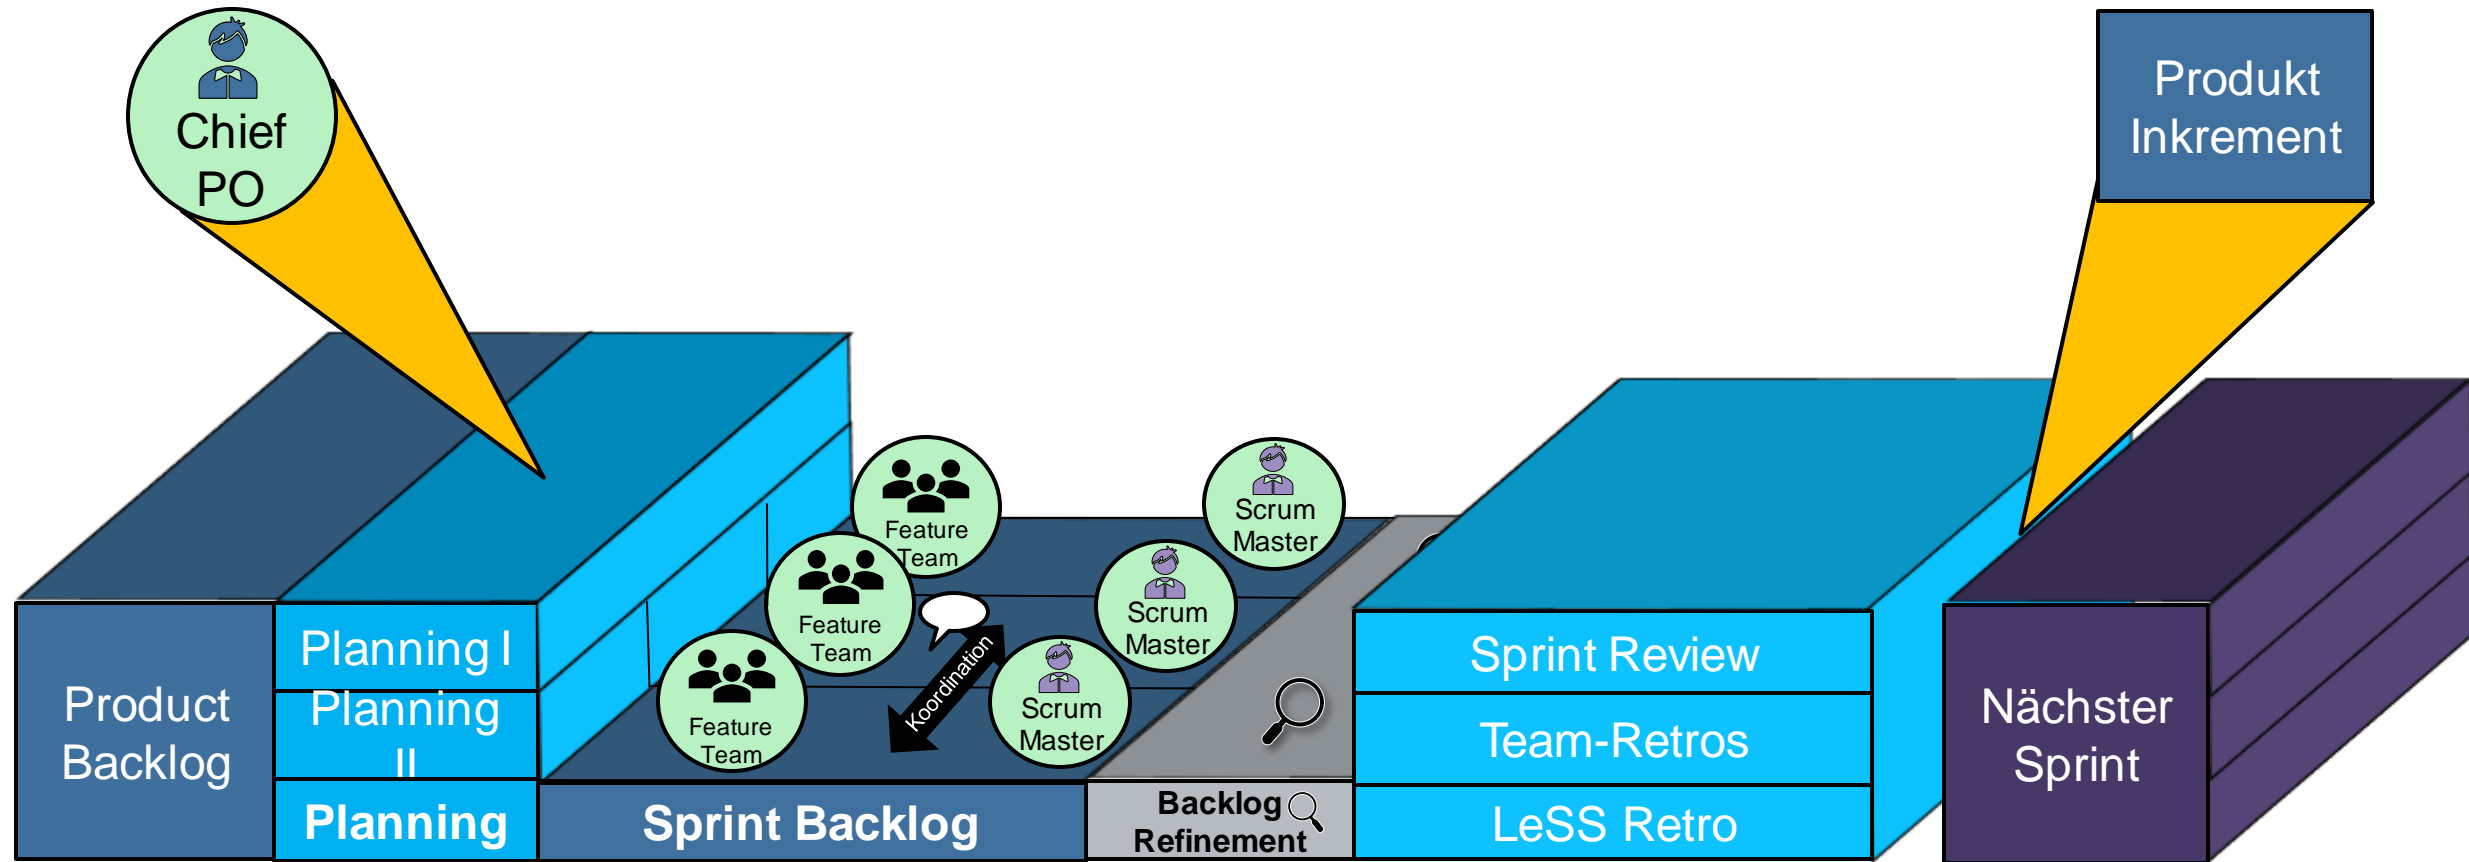 Chief
PO
Produkt
Inkrement
Product
Backlog
Planning I
Planning
II
Planning
Feature
Team
Feature
Team
Feature
Team
Koordination
Scrum
Master
Scrum
Master
Scrum
Master
Sprint Backlog
Backlog
Refinement
Sprint Review
Team-Retros
LeSS Retro
Nächster
Sprint